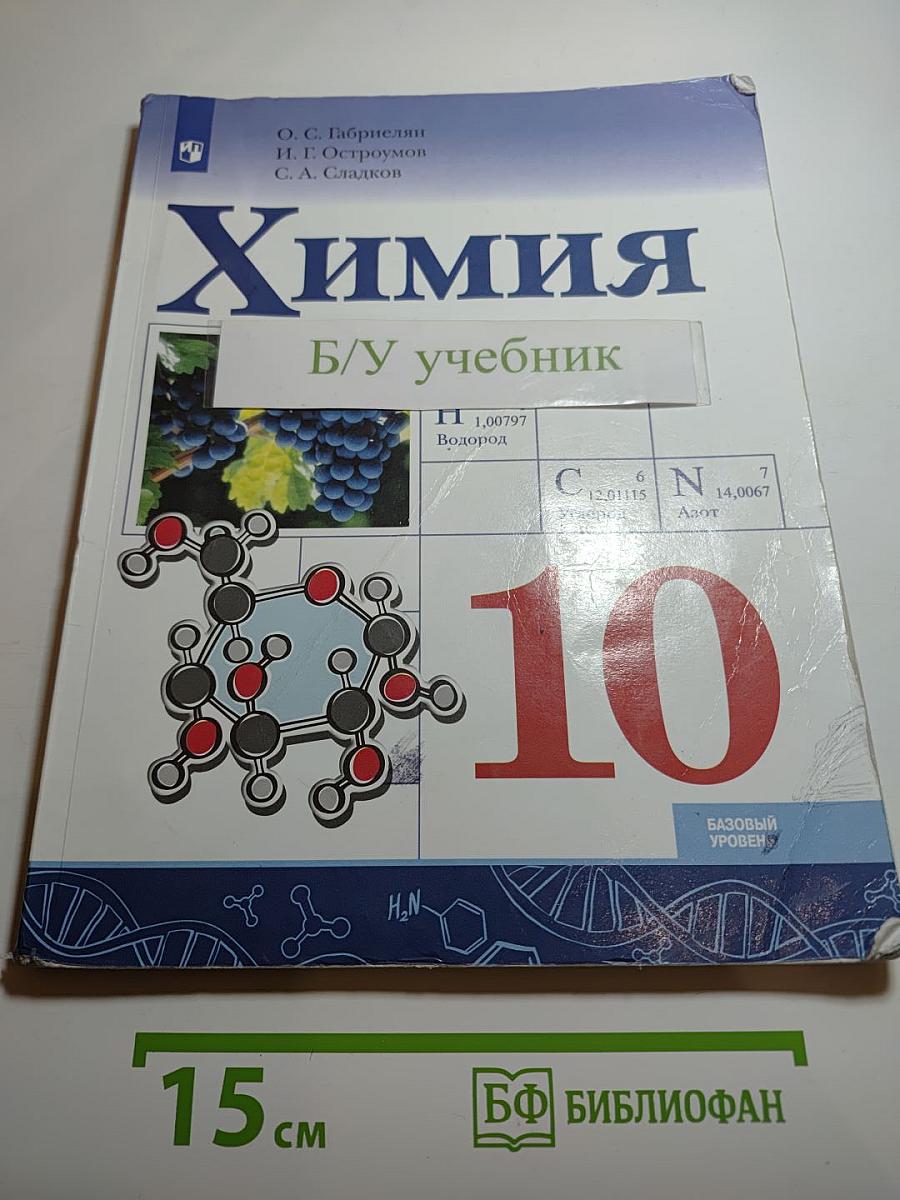 О. С. Габриелян
И. Г. Остроумов
С. А. Сладков
Химия
Б/У учебник
H
1,00797
Водород
C 6
12,01115
Углерод
N 7
14,0067
Азот
10
БАЗОВЫЙ
УРОВЕНЬ
H₂N
15 см
БФ БИБЛИОФАН